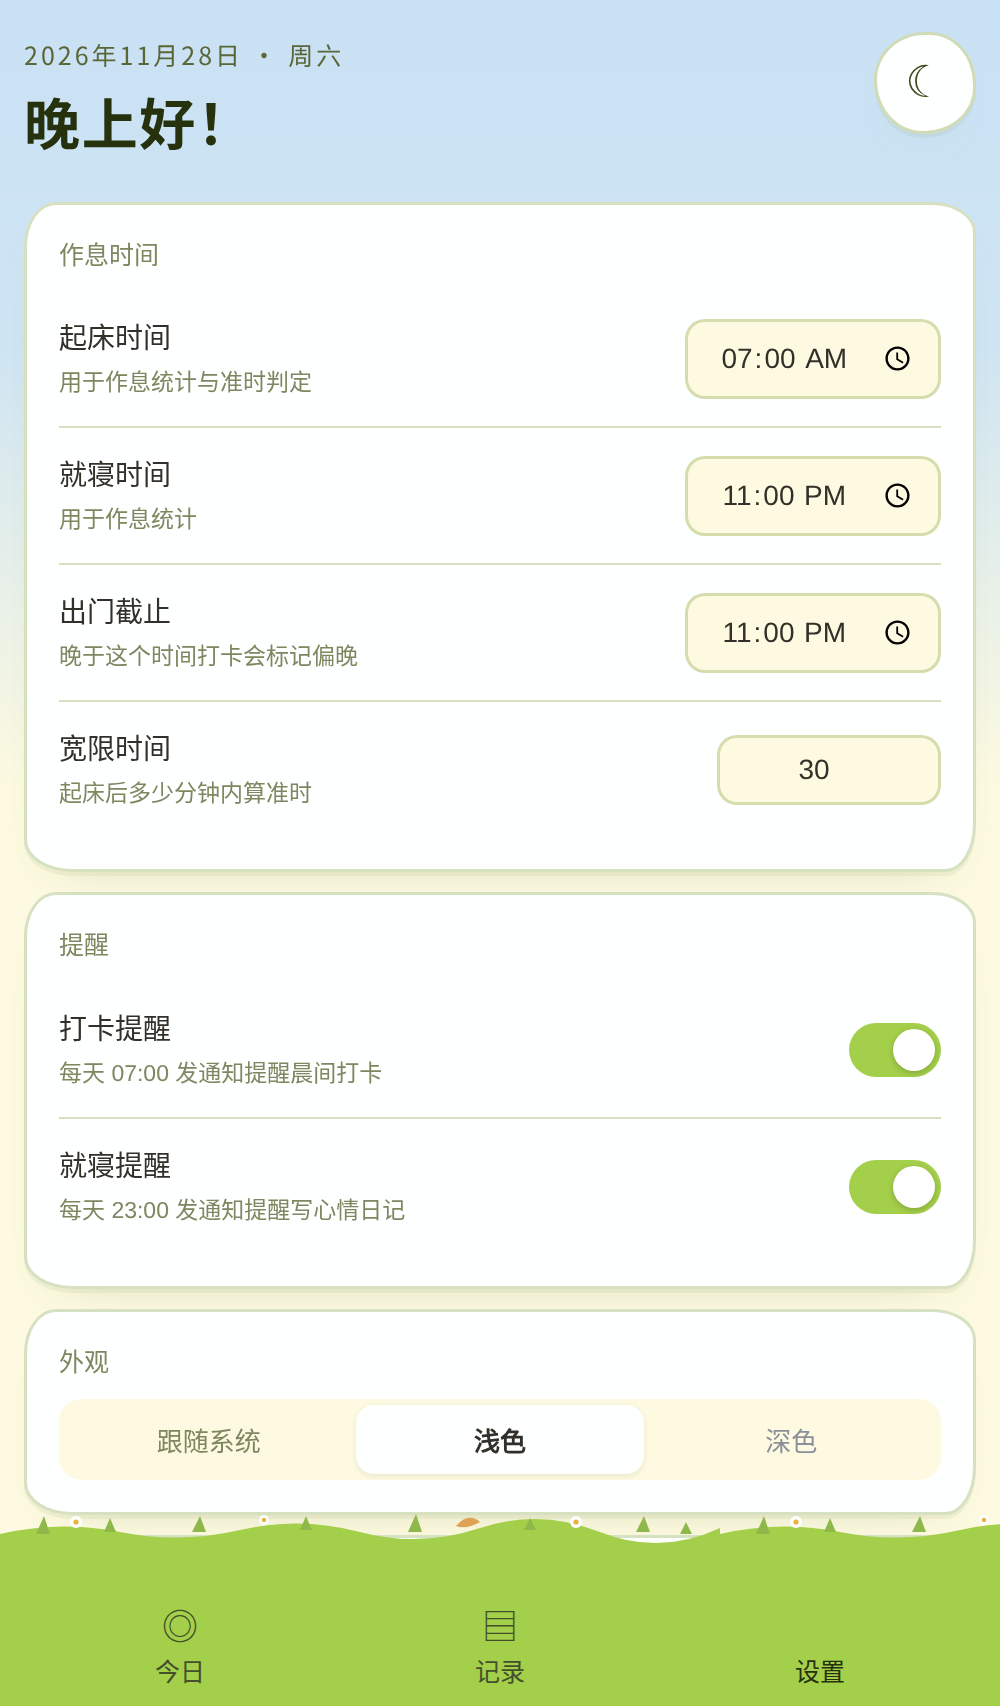 2026年11月28日 · 周六
晚上好！
作息时间
起床时间
07:00 AM
用于作息统计与准时判定
就寝时间
11:00 PM
用于作息统计
出门截止
11:00 PM
晚于这个时间打卡会标记偏晚
宽限时间
30
起床后多少分钟内算准时
提醒
打卡提醒
每天 07:00 发通知提醒晨间打卡
就寝提醒
每天 23:00 发通知提醒写心情日记
外观
跟随系统 浅色 深色
今日 记录 设置